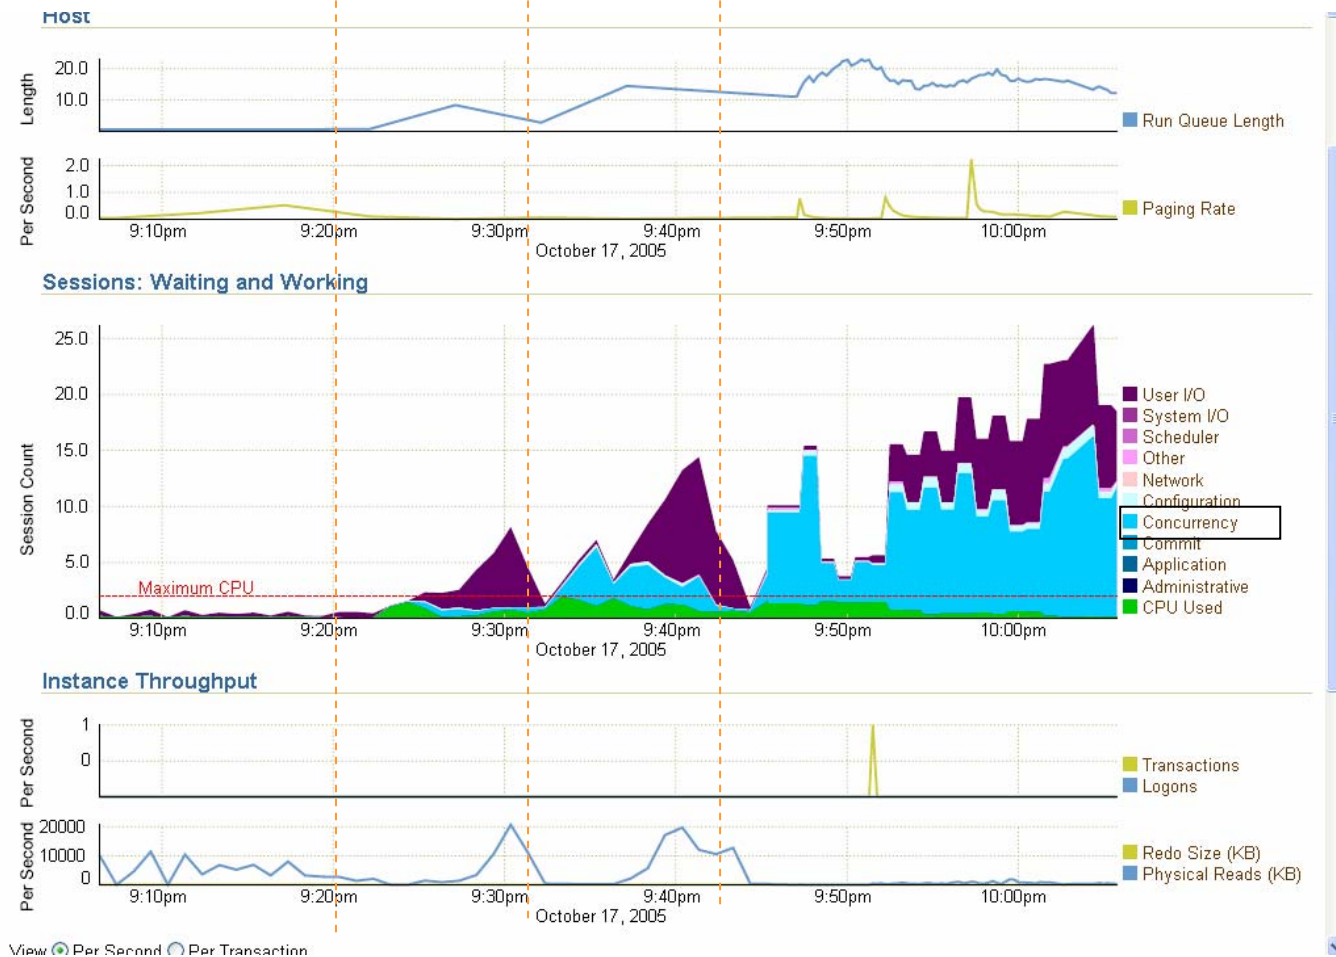 Host
Length
20.0
10.0
Run Queue Length
Per Second
2.0
1.0
0.0
Paging Rate
9:10pm 9:20pm 9:30pm 9:40pm 9:50pm 10:00pm
October 17, 2005
Sessions: Waiting and Working
Session Count
25.0
20.0
15.0
10.0
5.0
0.0
Maximum CPU
User I/O
System I/O
Scheduler
Other
Network
Configuration
Concurrency
Commit
Application
Administrative
CPU Used
9:10pm 9:20pm 9:30pm 9:40pm 9:50pm 10:00pm
October 17, 2005
Instance Throughput
Per Second
1
0
Transactions
Logons
Per Second
20000
10000
0
Redo Size (KB)
Physical Reads (KB)
9:10pm 9:20pm 9:30pm 9:40pm 9:50pm 10:00pm
October 17, 2005
View Per Second Per Transaction